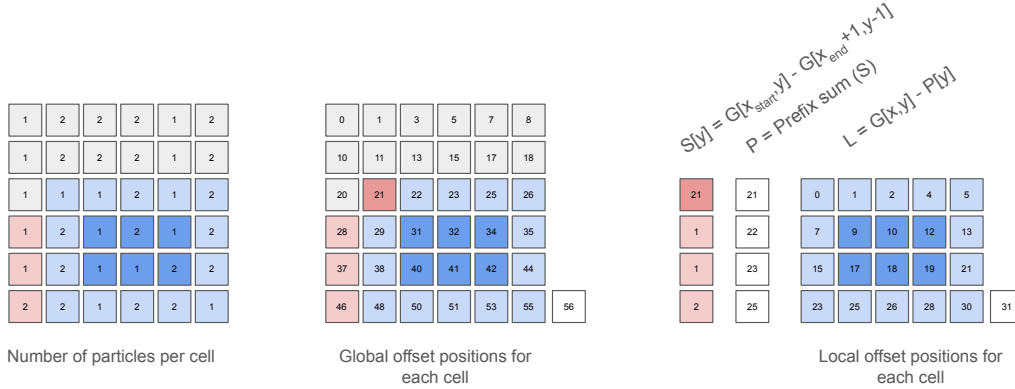 S[y] = G[xstart,y] - G[xend+1,y-1]
P = Prefix sum (S)
L = G[x,y] - P[y]
1 2 2 2 1 2
1 2 2 2 1 2
1 1 1 2 1 2
1 2 1 2 1 2
1 2 1 1 2 2
2 2 1 2 2 1
Number of particles per cell
0 1 3 5 7 8
10 11 13 15 17 18
20 21 22 23 25 26
28 29 31 32 34 35
37 38 40 41 42 44
46 48 50 51 53 55 56
Global offset positions for
each cell
21 21 0 1 2 4 5
1 22 7 9 10 12 13
1 23 15 17 18 19 21
2 25 23 25 26 28 30 31
Local offset positions for
each cell